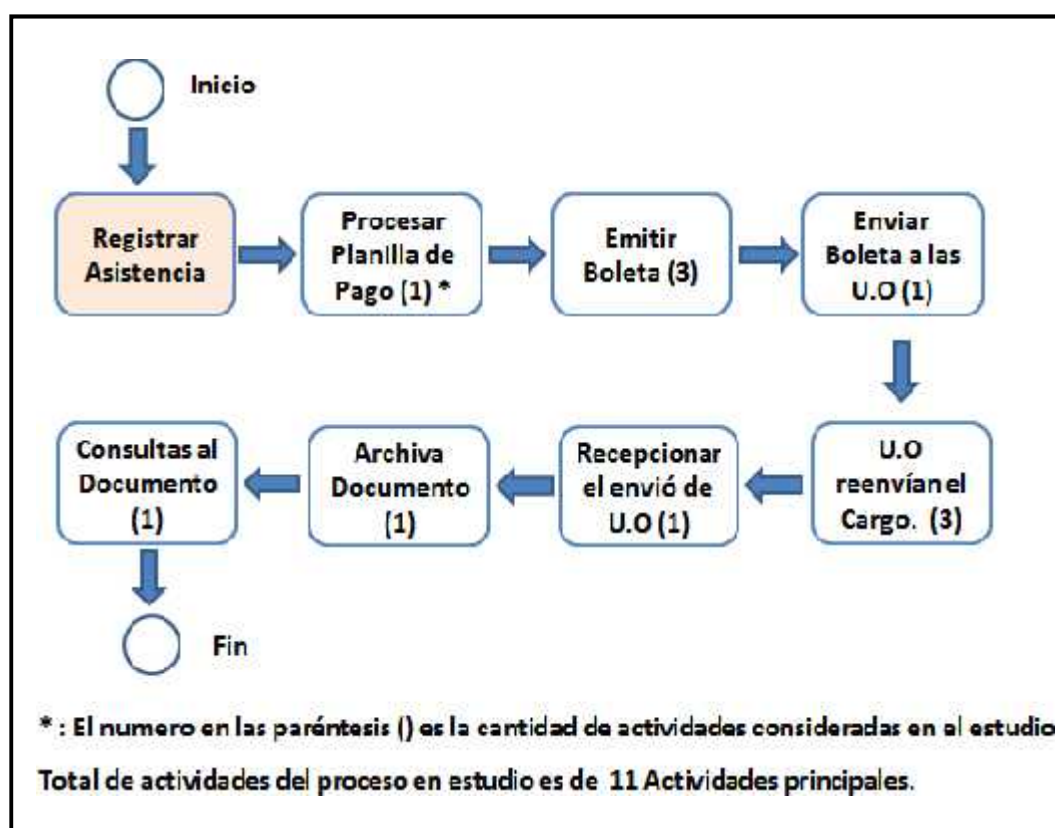 Inicio
Registrar
Asistencia
Procesar
Planilla de
Pago (1) *
Emitir
Boleta (3)
Enviar
Boleta a las
U.O (1)
U.O
reenvían el
Cargo. (3)
Recepcionar
el envió de
U.O (1)
Archiva
Documento
(1)
Consultas al
Documento
(1)
Fin
* : El numero en las paréntesis () es la cantidad de actividades consideradas en el estudio
Total de actividades del proceso en estudio es de 11 Actividades principales.